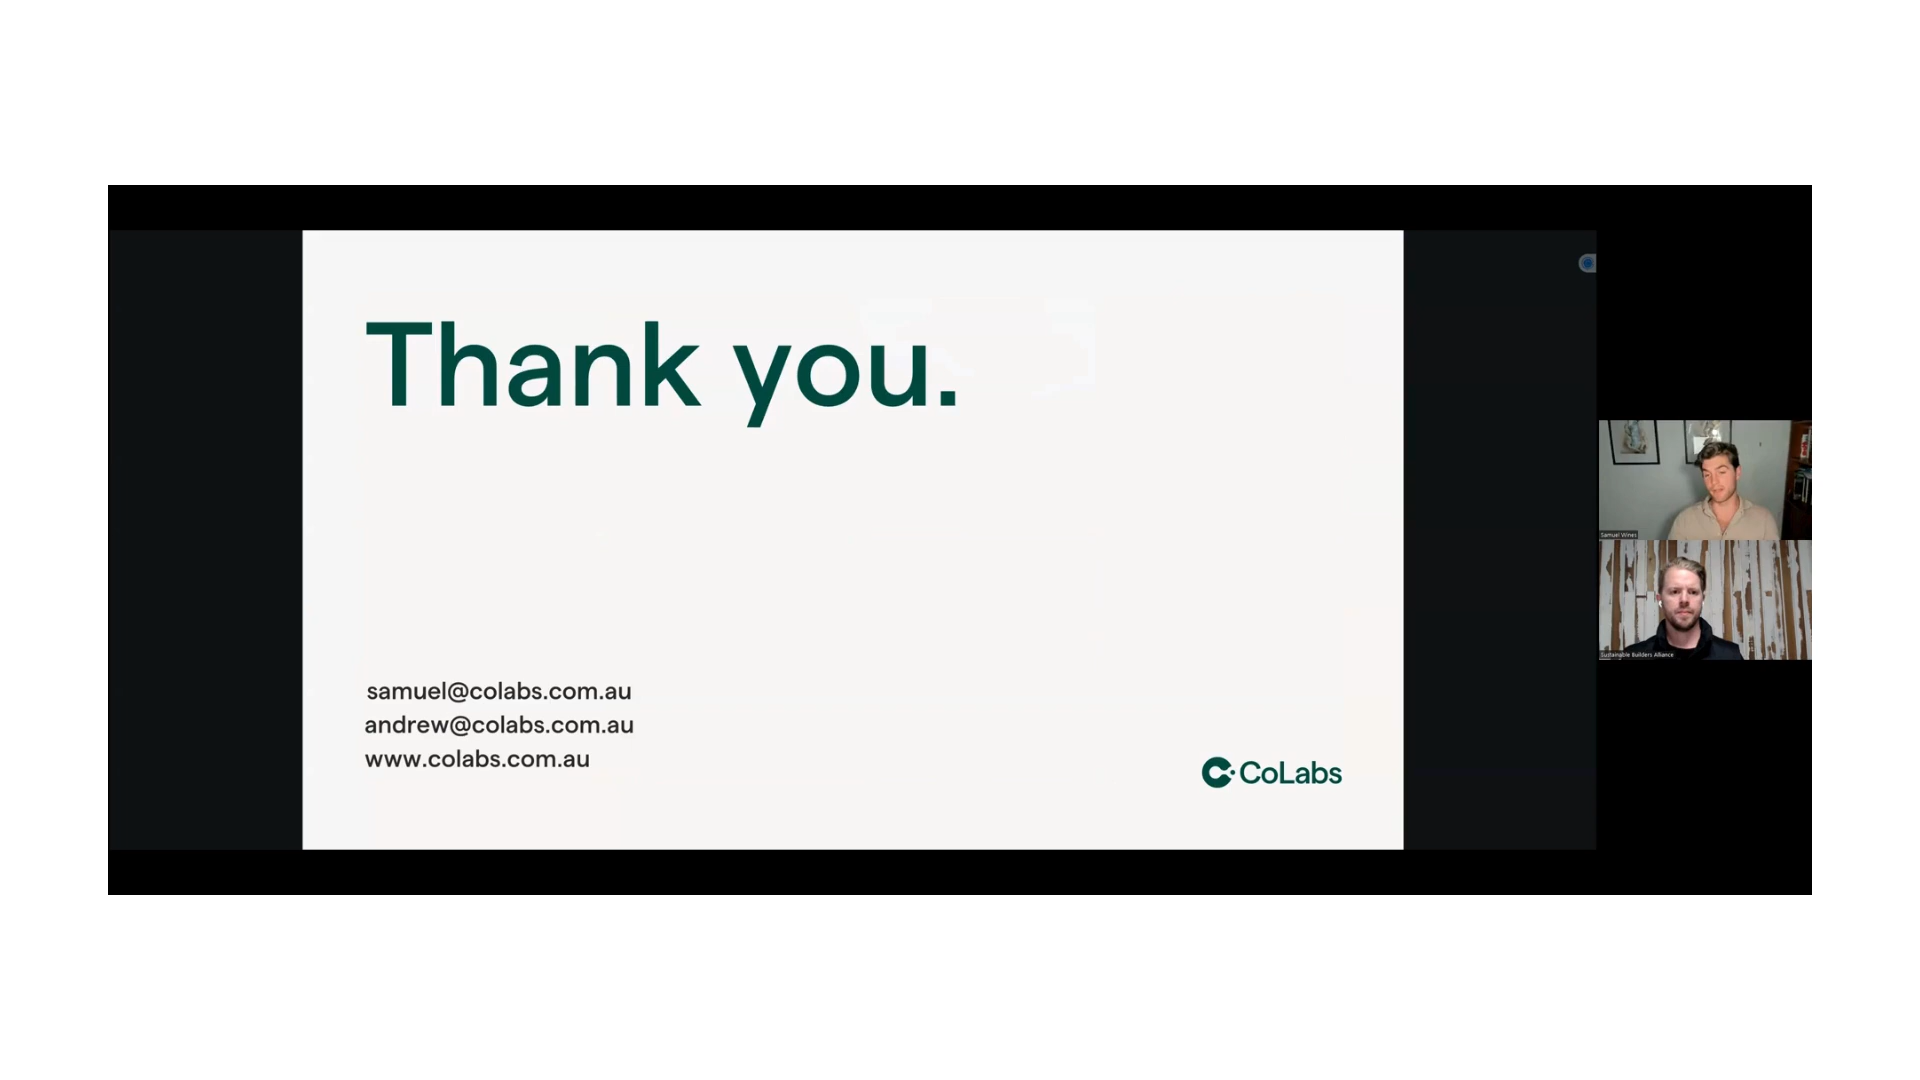 Thank you.
samuel@colabs.com.au
andrew@colabs.com.au
www.colabs.com.au
CoLabs
Samuel Wines
Sustainable Builders Alliance